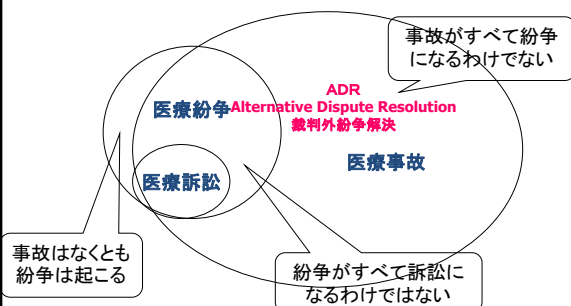 事故がすべて紛争
になるわけでない
ADR
医療紛争
Alternative Dispute Resolution
裁判外紛争解決
医療事故
医療訴訟
事故はなくとも
紛争は起こる
紛争がすべて訴訟に
なるわけではない